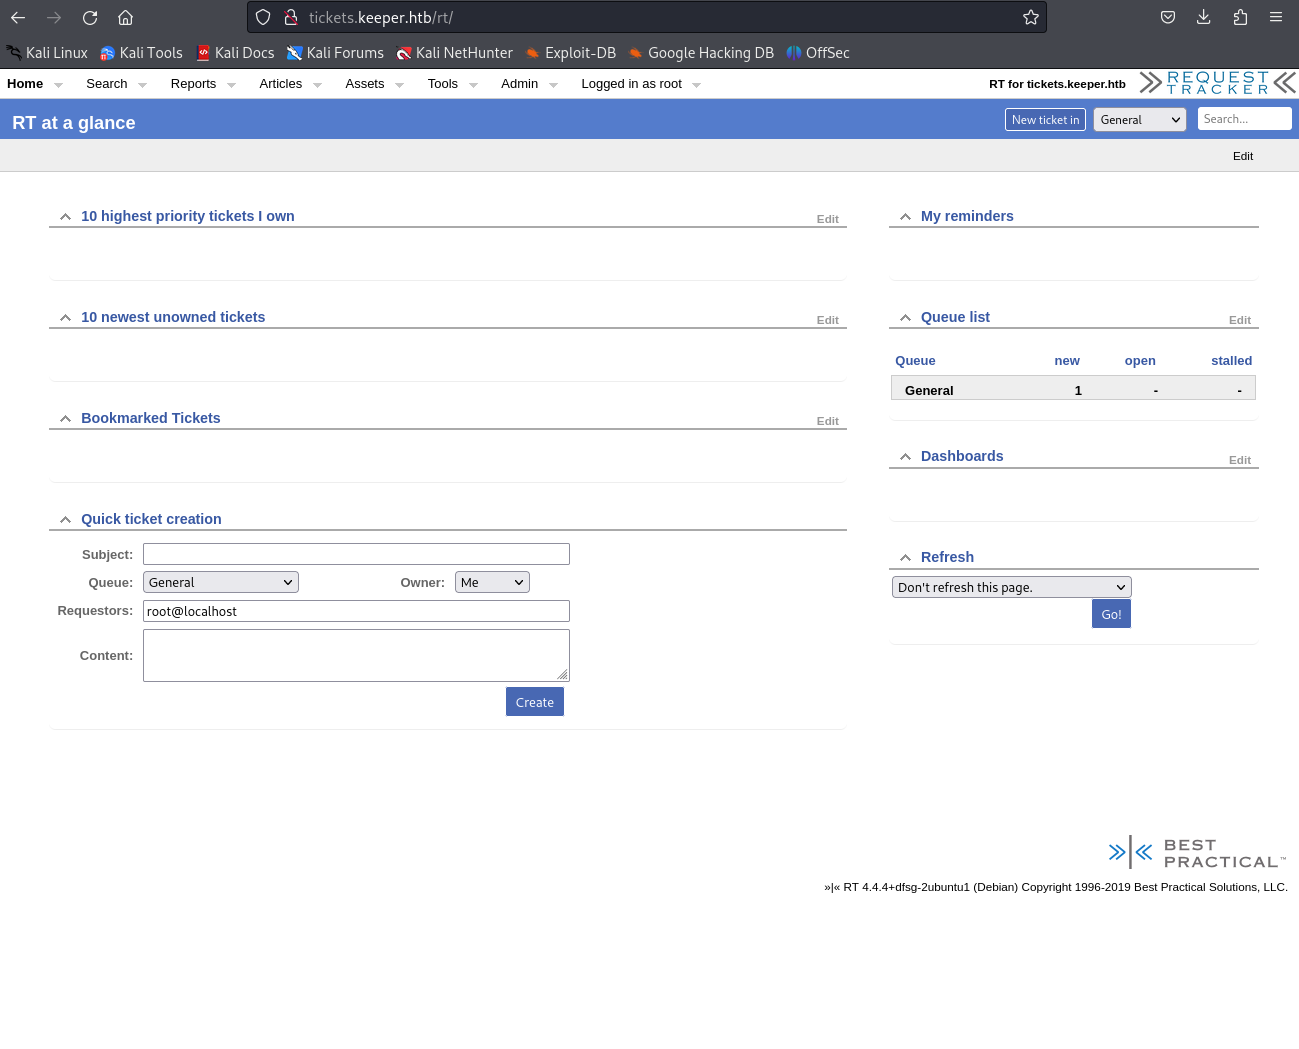 tickets.keeper.htb/rt/
Kali Linux Kali Tools Kali Docs Kali Forums Kali NetHunter Exploit-DB Google Hacking DB OffSec
Home Search Reports Articles Assets Tools Admin Logged in as root RT for tickets.keeper.htb REQUEST TRACKER
RT at a glance New ticket in General Search...
Edit
10 highest priority tickets I own Edit
10 newest unowned tickets Edit
Bookmarked Tickets Edit
Quick ticket creation
Subject:
Queue: General Owner: Me
Requestors: root@localhost
Content:
Create
My reminders
Queue list Edit
Queue new open stalled
General 1 - -
Dashboards Edit
Refresh
Don't refresh this page.
Go!
BEST
PRACTICAL™
»|« RT 4.4.4+dfsg-2ubuntu1 (Debian) Copyright 1996-2019 Best Practical Solutions, LLC.